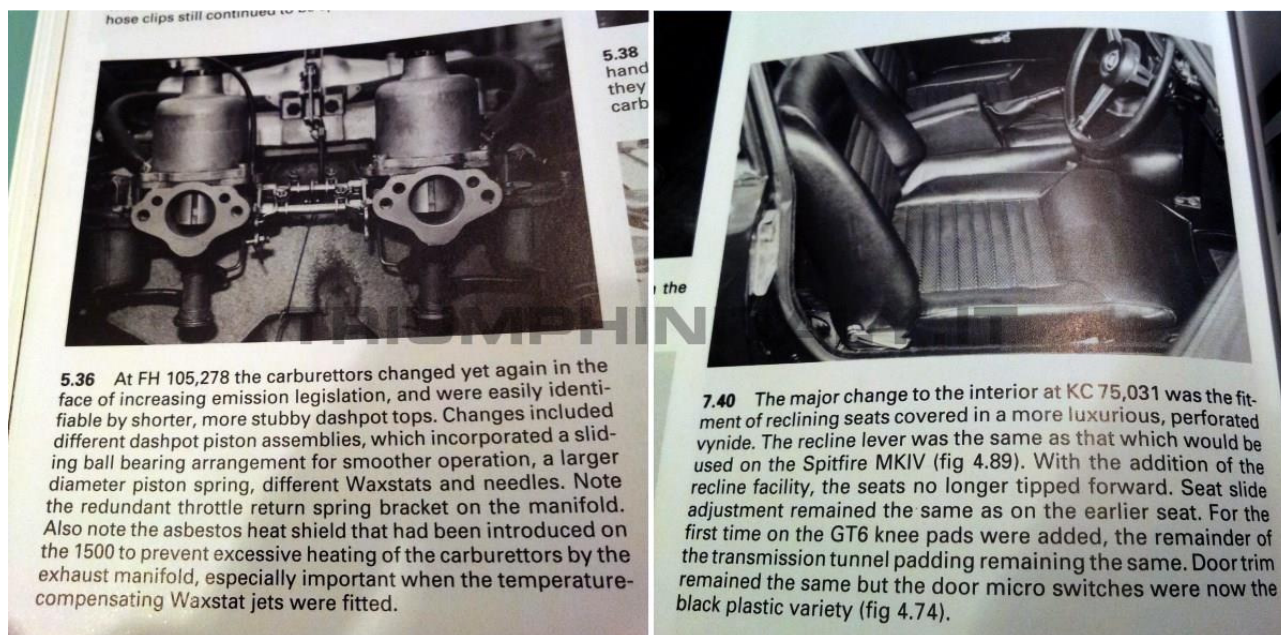 hose clips still continued to be
5.38
hand
they
carb
5.36 At FH 105,278 the carburettors changed yet again in the
face of increasing emission legislation, and were easily identi-
fiable by shorter, more stubby dashpot tops. Changes included
different dashpot piston assemblies, which incorporated a slid-
ing ball bearing arrangement for smoother operation, a larger
diameter piston spring, different Waxstats and needles. Note
the redundant throttle return spring bracket on the manifold.
Also note the asbestos heat shield that had been introduced on
the 1500 to prevent excessive heating of the carburettors by the
exhaust manifold, especially important when the temperature-
compensating Waxstat jets were fitted.
the
7.40 The major change to the interior at KC 75,031 was the fit-
ment of reclining seats covered in a more luxurious, perforated
vynide. The recline lever was the same as that which would be
used on the Spitfire MKIV (fig 4.89). With the addition of the
recline facility, the seats no longer tipped forward. Seat slide
adjustment remained the same as on the earlier seat. For the
first time on the GT6 knee pads were added, the remainder of
the transmission tunnel padding remaining the same. Door trim
remained the same but the door micro switches were now the
black plastic variety (fig 4.74).